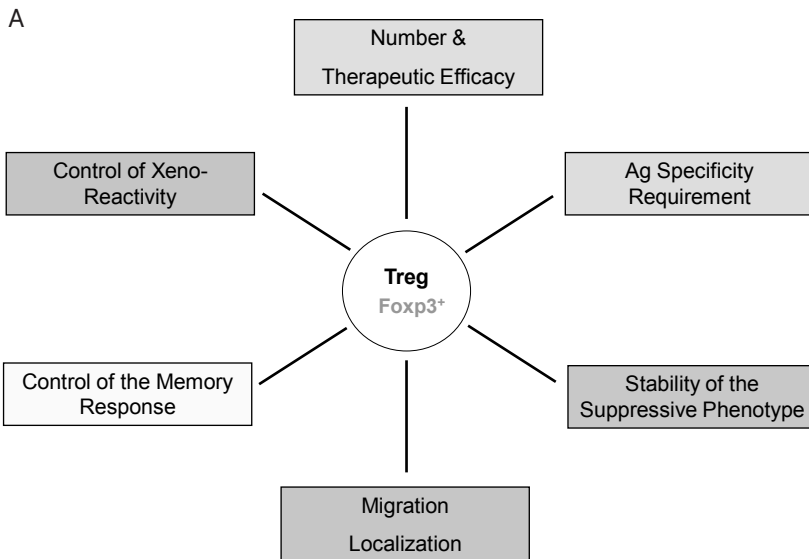 A
Number &
Therapeutic Efficacy
Control of Xeno-
Reactivity
Ag Specificity
Requirement
Treg
Foxp3⁺
Control of the Memory
Response
Stability of the
Suppressive Phenotype
Migration
Localization